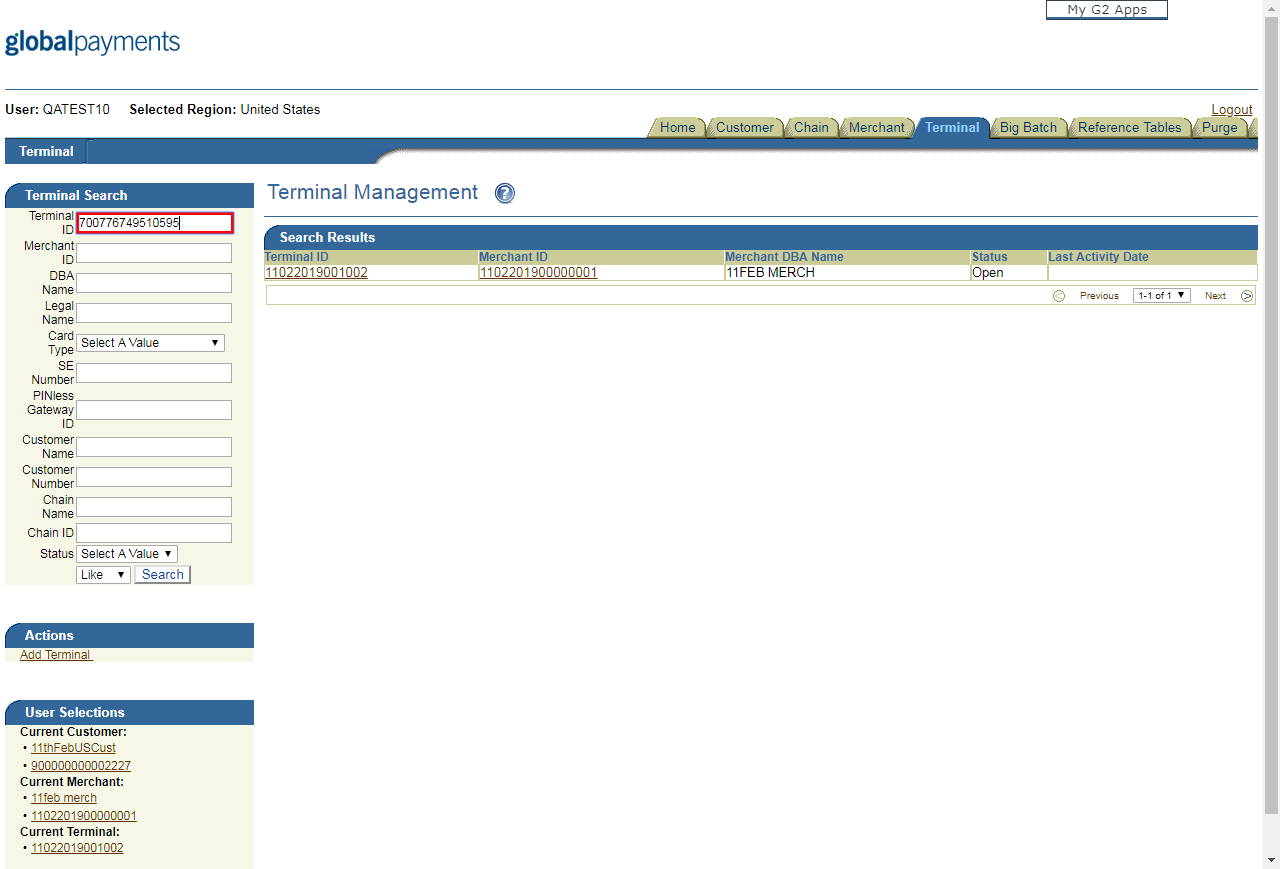 My G2 Apps
globalpayments
User: QATEST10 Selected Region: United States
Logout
Home Customer Chain Merchant Terminal Big Batch Reference Tables Purge
Terminal
Terminal Search
Terminal ID 700776749510595
Merchant ID
DBA Name
Legal Name
Card Type Select A Value
SE Number
PINless Gateway ID
Customer Name
Customer Number
Chain Name
Chain ID
Status Select A Value
Like Search
Actions
Add Terminal
User Selections
Current Customer:
• 11thFebUSCust
• 900000000002227
Current Merchant:
• 11feb merch
• 1102201900000001
Current Terminal:
• 11022019001002
Terminal Management ?
Search Results
Terminal ID Merchant ID Merchant DBA Name Status Last Activity Date
11022019001002 1102201900000001 11FEB MERCH Open
Previous 1-1 of 1 Next